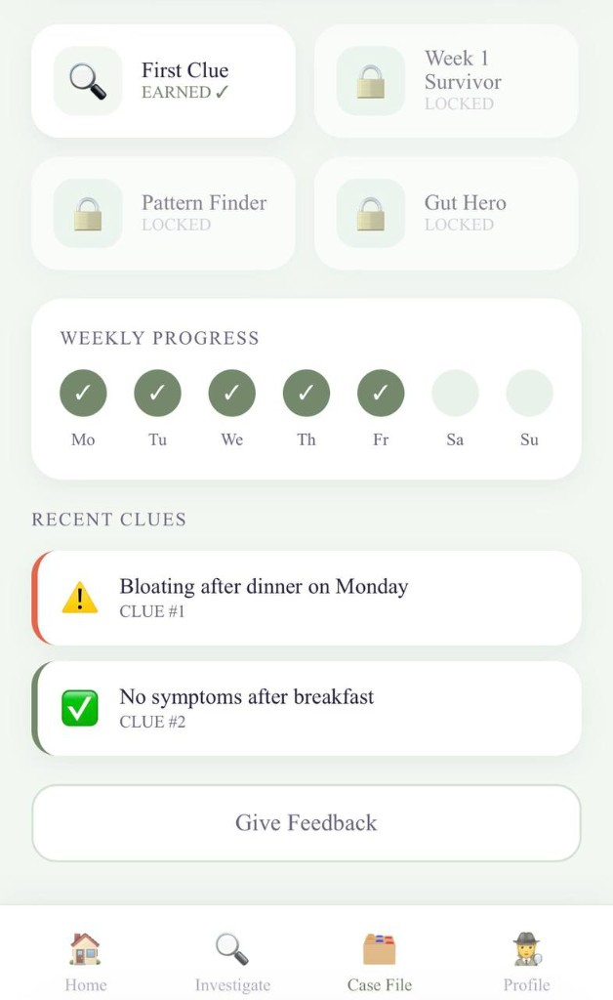 First Clue
EARNED ✓
Week 1
Survivor
LOCKED
Pattern Finder
LOCKED
Gut Hero
LOCKED
WEEKLY PROGRESS
✓ ✓ ✓ ✓ ✓
Mo Tu We Th Fr Sa Su
RECENT CLUES
Bloating after dinner on Monday
CLUE #1
No symptoms after breakfast
CLUE #2
Give Feedback
Home Investigate Case File Profile